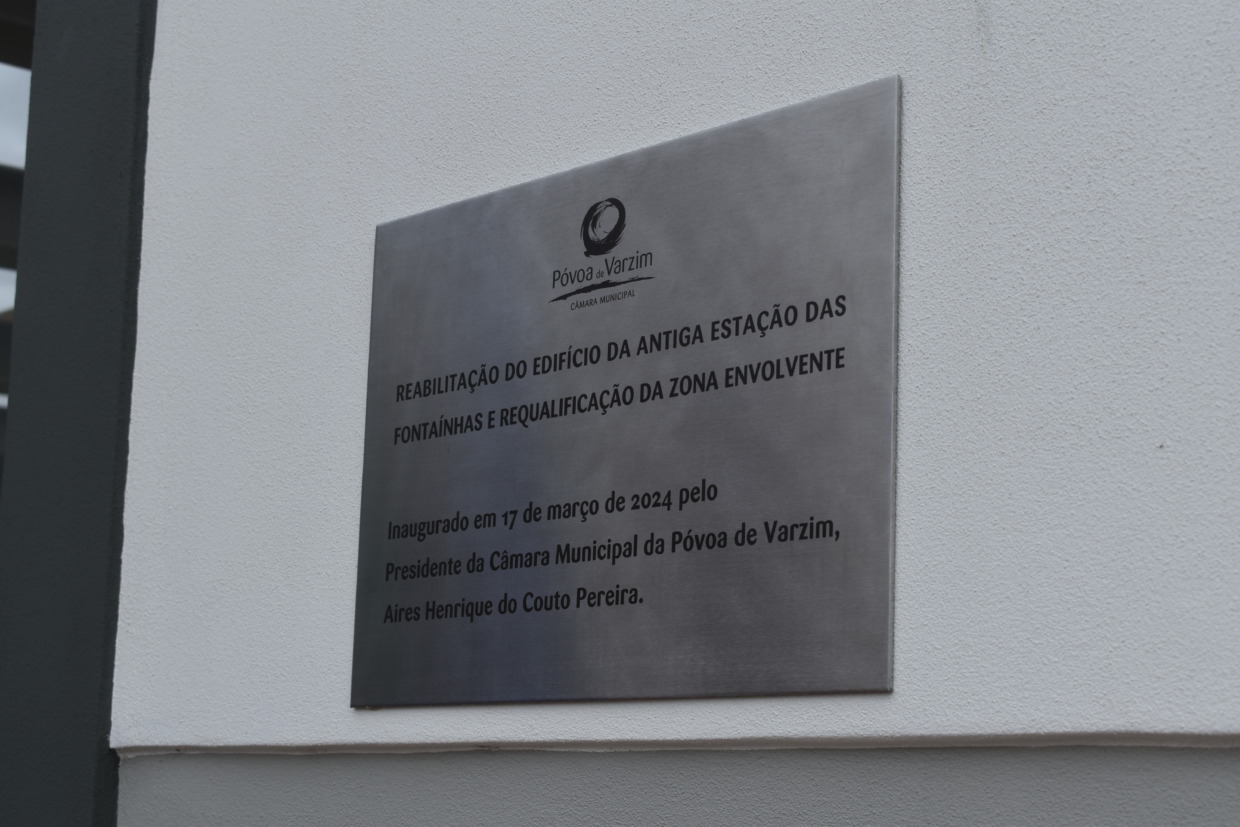 Póvoa de Varzim
CÂMARA MUNICIPAL
REABILITAÇÃO DO EDIFÍCIO DA ANTIGA ESTAÇÃO DAS
FONTAÍNHAS E REQUALIFICAÇÃO DA ZONA ENVOLVENTE
Inaugurado em 17 de março de 2024 pelo
Presidente da Câmara Municipal da Póvoa de Varzim,
Aires Henrique do Couto Pereira.